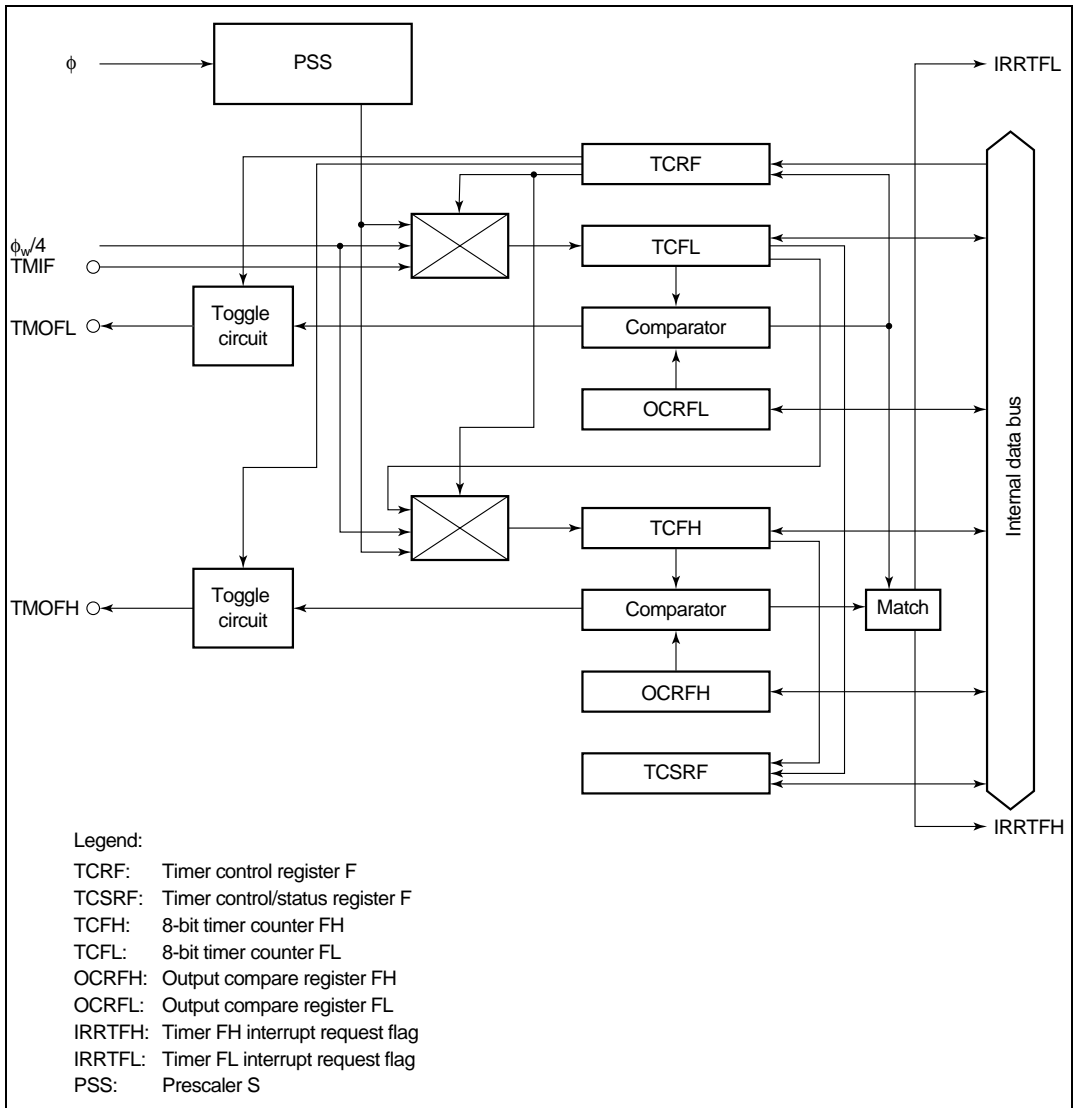 φ
PSS
IRRTFL
TCRF
φw/4
TMIF
TCFL
TMOFL
Toggle
circuit
Comparator
OCRFL
Internal data bus
TCFH
TMOFH
Toggle
circuit
Comparator
Match
OCRFH
TCSRF
IRRTFH
Legend:
TCRF: Timer control register F
TCSRF: Timer control/status register F
TCFH: 8-bit timer counter FH
TCFL: 8-bit timer counter FL
OCRFH: Output compare register FH
OCRFL: Output compare register FL
IRRTFH: Timer FH interrupt request flag
IRRTFL: Timer FL interrupt request flag
PSS: Prescaler S